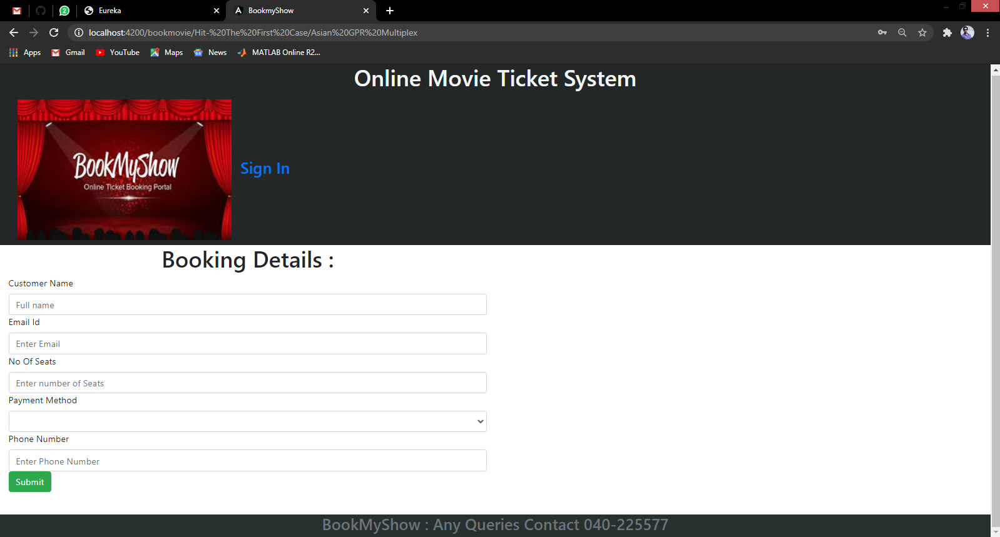 2
Eureka
BookmyShow
localhost:4200/bookmovie/Hit-%20The%20First%20Case/Asian%20GPR%20Multiplex
Apps Gmail YouTube Maps News MATLAB Online R2...
Online Movie Ticket System
BookMyShow
Online Ticket Booking Portal
Sign In
Booking Details :
Customer Name
Full name
Email Id
Enter Email
No Of Seats
Enter number of Seats
Payment Method
Phone Number
Enter Phone Number
Submit
BookMyShow : Any Queries Contact 040-225577